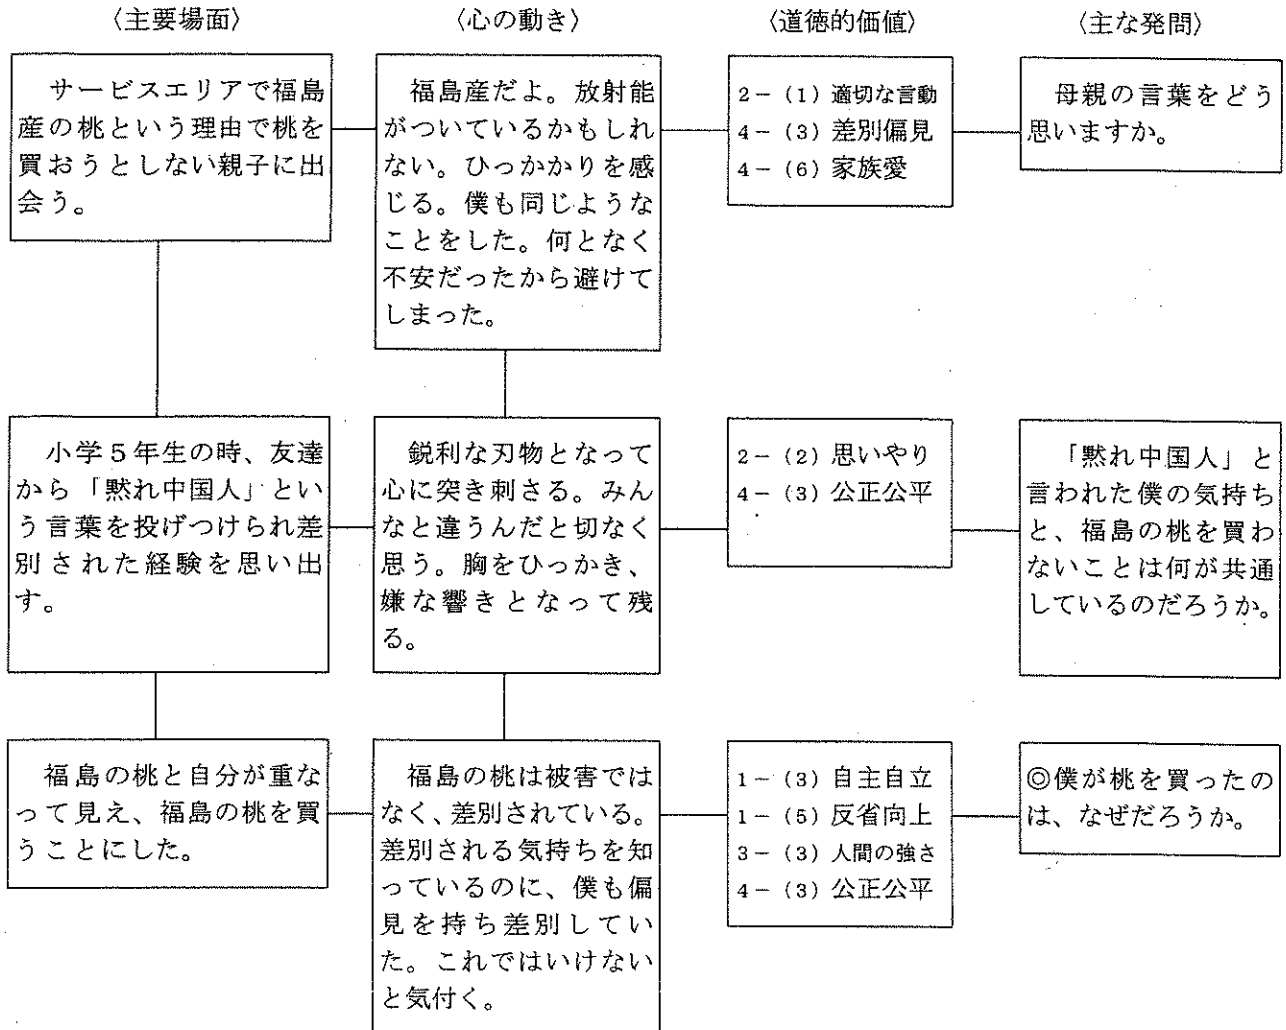 〈主要場面〉
〈心の動き〉
〈道徳的価値〉
〈主な発問〉
サービスエリアで福島
産の桃という理由で桃を
買おうとしない親子に出
会う。
福島産だよ。放射能
がついているかもしれ
ない。ひっかかりを感
じる。僕も同じような
ことをした。何となく
不安だったから避けて
しまった。
2－(1) 適切な言動
4－(3) 差別偏見
4－(6) 家族愛
母親の言葉をどう
思いますか。
小学5年生の時、友達
から「黙れ中国人」とい
う言葉を投げつけられ差
別された経験を思い出
す。
鋭利な刃物となって
心に突き刺さる。みん
なと違うんだと切なく
思う。胸をひっかき、
嫌な響きとなって残
る。
2－(2) 思いやり
4－(3) 公正公平
「黙れ中国人」と
言われた僕の気持ち
と、福島の桃を買わ
ないことは何が共通
しているのだろうか。
福島の桃と自分が重な
って見え、福島の桃を買
うことにした。
福島の桃は被害では
なく、差別されている。
差別される気持ちを知
っているのに、僕も偏
見を持ち差別してい
た。これではいけない
と気付く。
1－(3) 自主自立
1－(5) 反省向上
3－(3) 人間の強さ
4－(3) 公正公平
◎僕が桃を買ったの
は、なぜだろうか。